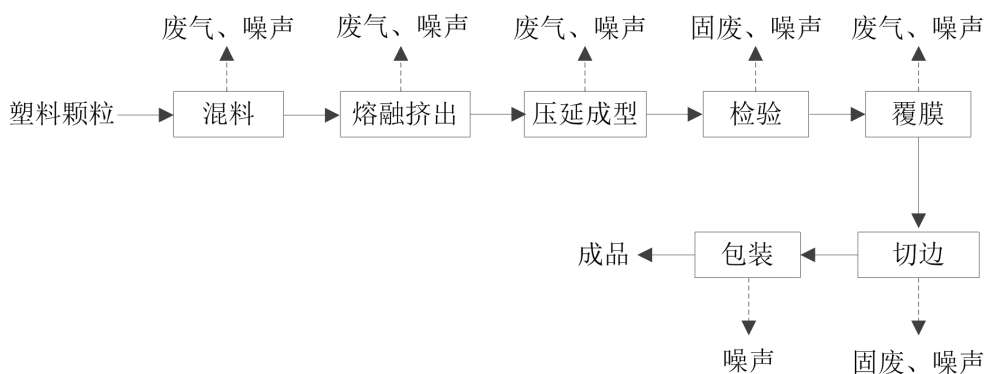 废气、噪声 废气、噪声 废气、噪声 固废、噪声 废气、噪声
塑料颗粒 混料 熔融挤出 压延成型 检验 覆膜
成品 包装 切边
噪声 固废、噪声